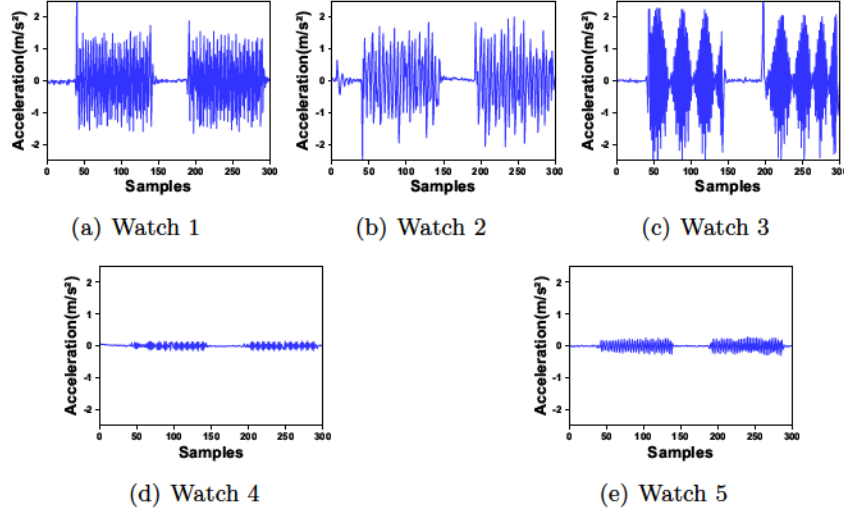 Acceleration(m/s²)
2
1
0
-1
-2
0 50 100 150 200 250 300
Samples
(a) Watch 1
Acceleration(m/s²)
2
1
0
-1
-2
0 50 100 150 200 250 300
Samples
(b) Watch 2
Acceleration(m/s²)
2
1
0
-1
-2
0 50 100 150 200 250 300
Samples
(c) Watch 3
Acceleration(m/s²)
2
1
0
-1
-2
0 50 100 150 200 250 300
Samples
(d) Watch 4
Acceleration(m/s²)
2
1
0
-1
-2
0 50 100 150 200 250 300
Samples
(e) Watch 5